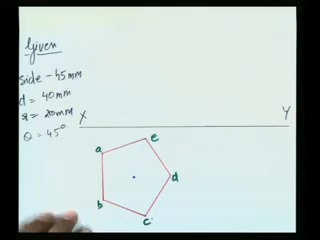 Given
side - 45mm
d = 40mm
x = 20mm
θ = 45°
X Y
a e
d
b
c